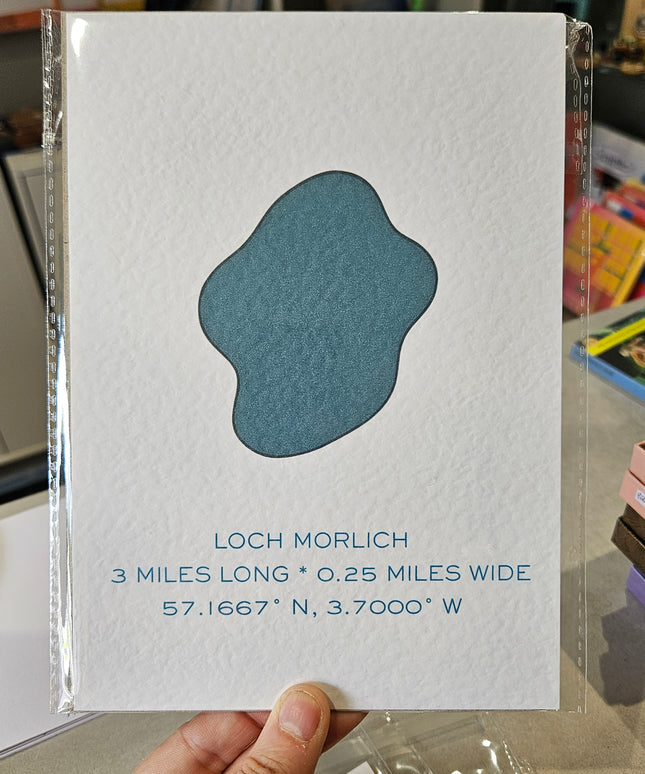 LOCH MORLICH
3 MILES LONG * 0.25 MILES WIDE
57.1667° N, 3.7000° W